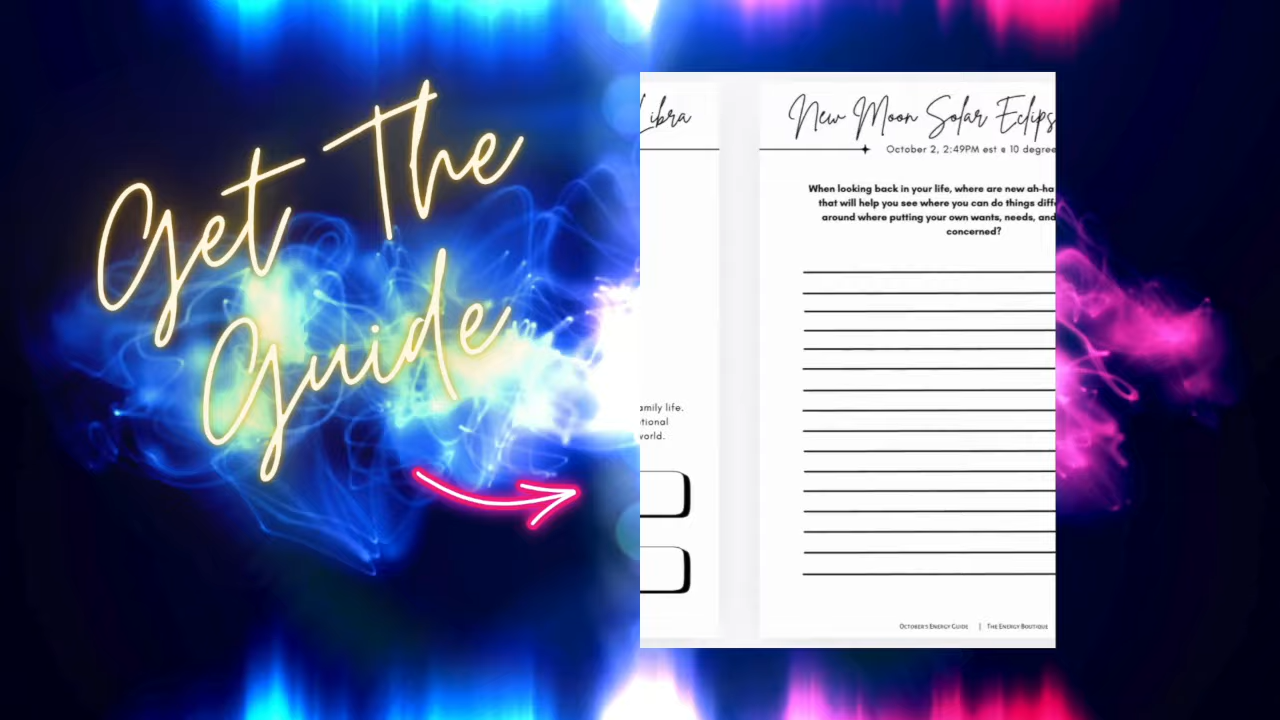 Get The
Guide
Libra
amily life.
tional
world.
New Moon Solar Eclips
October 2, 2:49PM est @ 10 degree
When looking back in your life, where are new ah-ha
that will help you see where you can do things diff
around where putting your own wants, needs, and
concerned?
October's Energy Guide | The Energy Boutique